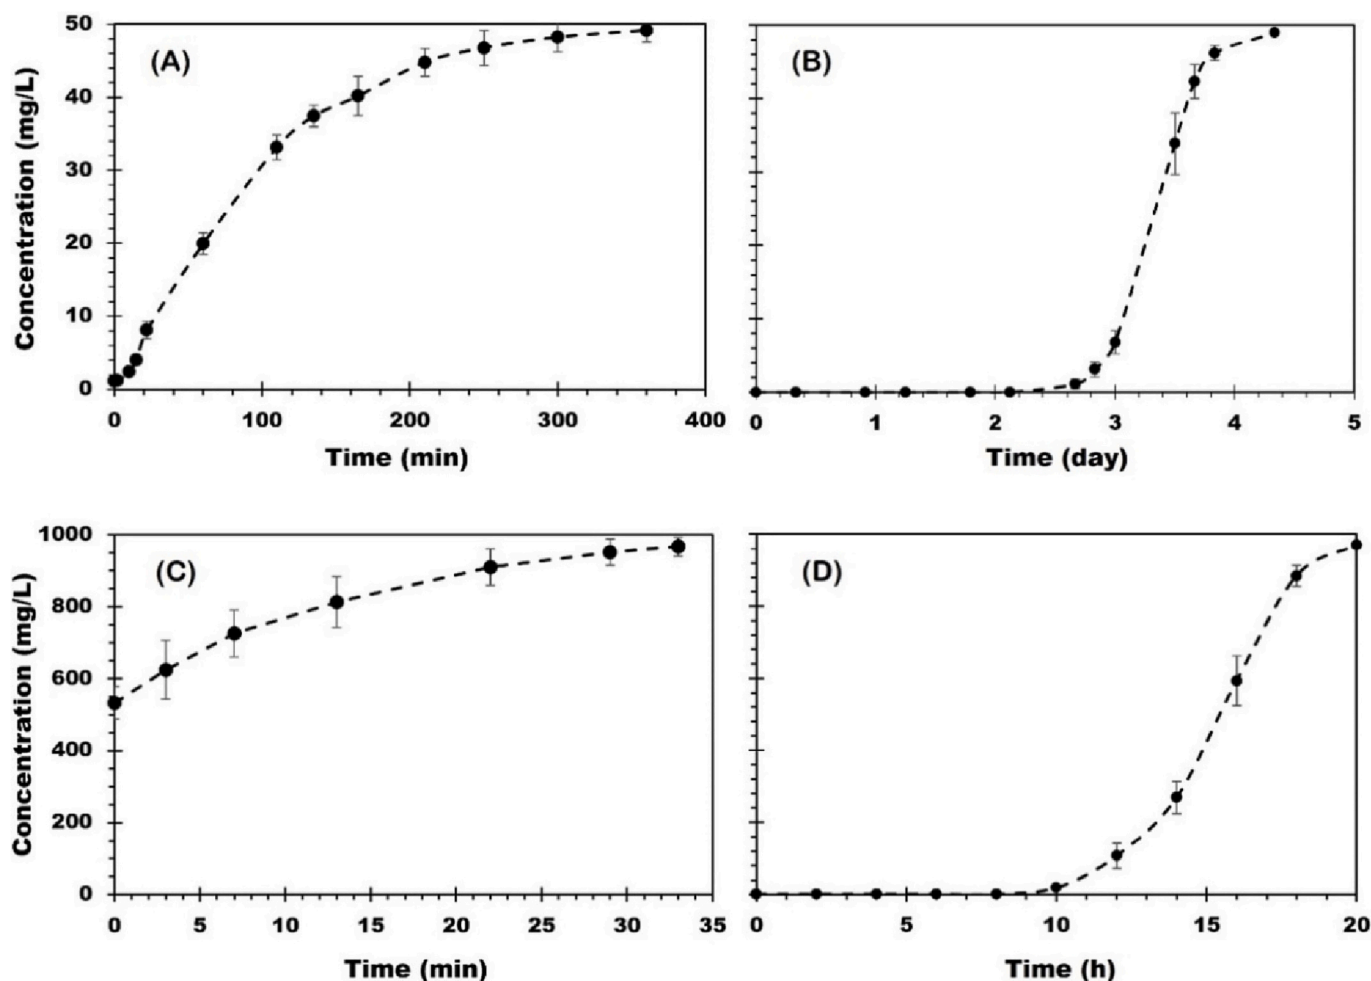 (A)
Concentration (mg/L)
50
40
30
20
10
0
0 100 200 300 400
Time (min)
(B)
0 1 2 3 4 5
Time (day)
(C)
Concentration (mg/L)
1000
800
600
400
200
0
0 5 10 15 20 25 30 35
Time (min)
(D)
0 5 10 15 20
Time (h)